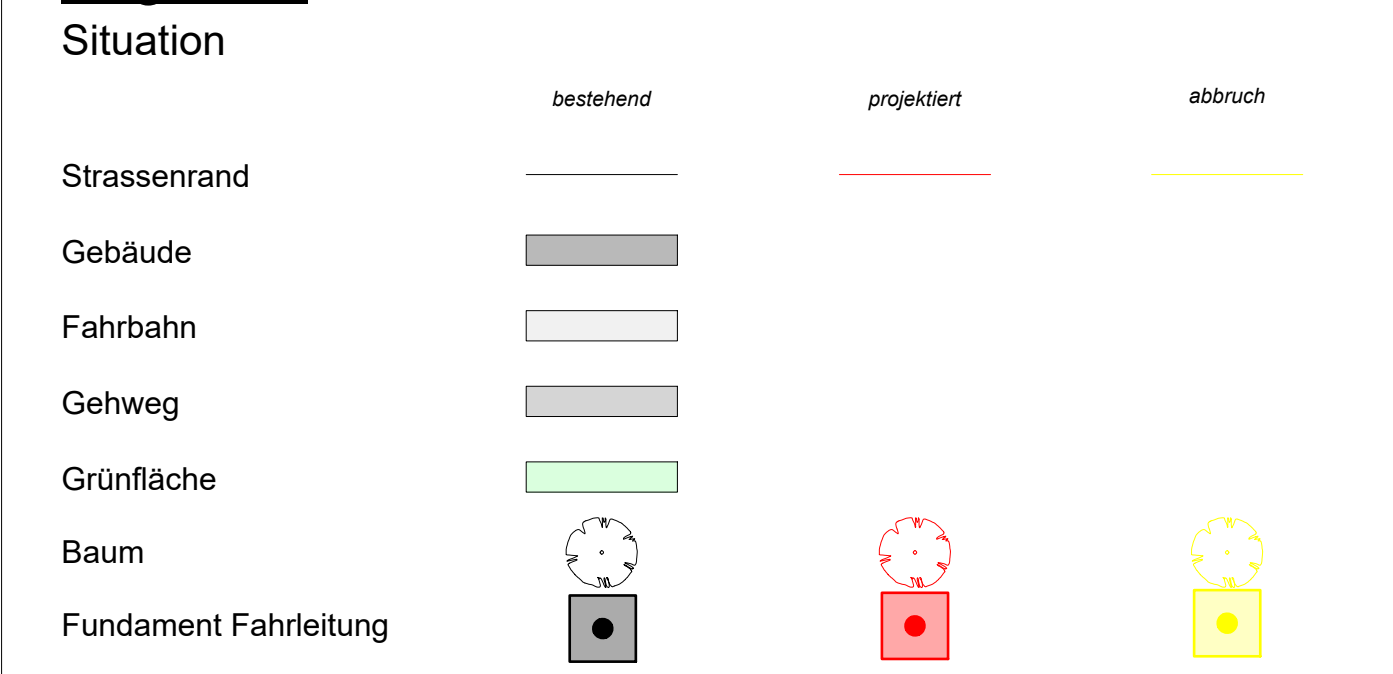 Situation
bestehend projektiert abbruch
Strassenrand
Gebäude
Fahrbahn
Gehweg
Grünfläche
Baum
Fundament Fahrleitung